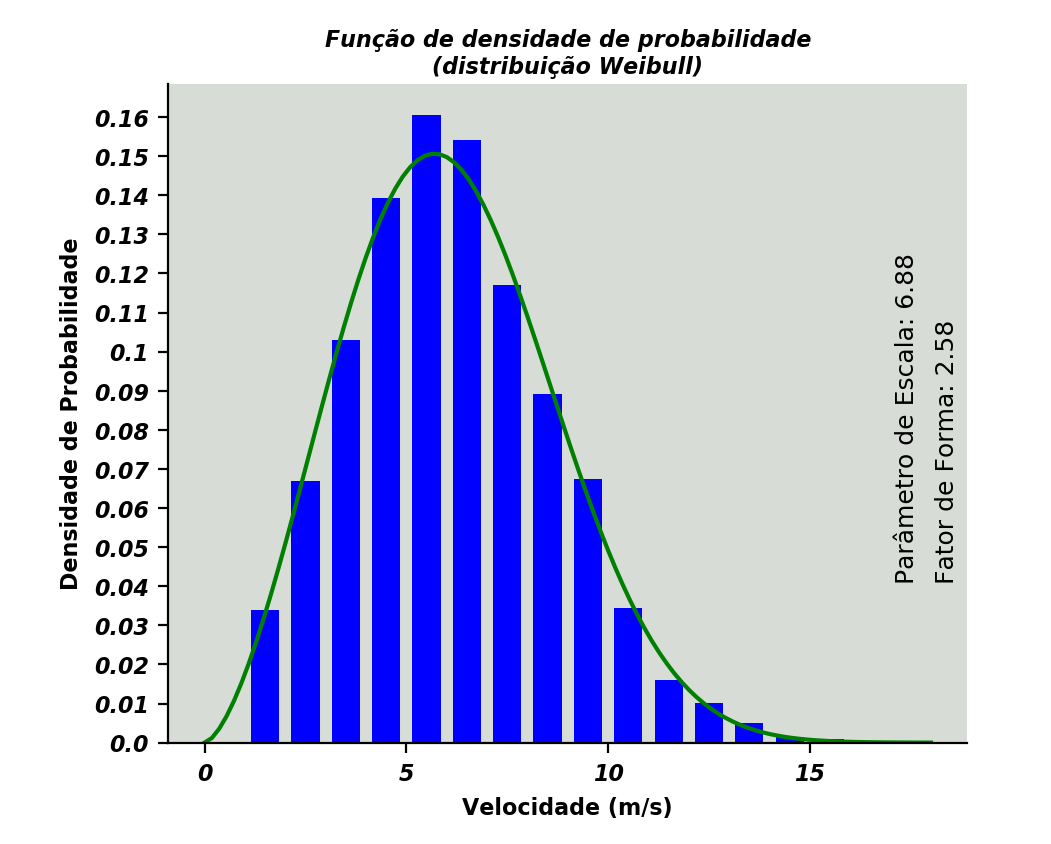 Função de densidade de probabilidade
(distribuição Weibull)
Densidade de Probabilidade
0.16
0.15
0.14
0.13
0.12
0.11
0.1
0.09
0.08
0.07
0.06
0.05
0.04
0.03
0.02
0.01
0.0
0 5 10 15
Velocidade (m/s)
Parâmetro de Escala: 6.88
Fator de Forma: 2.58